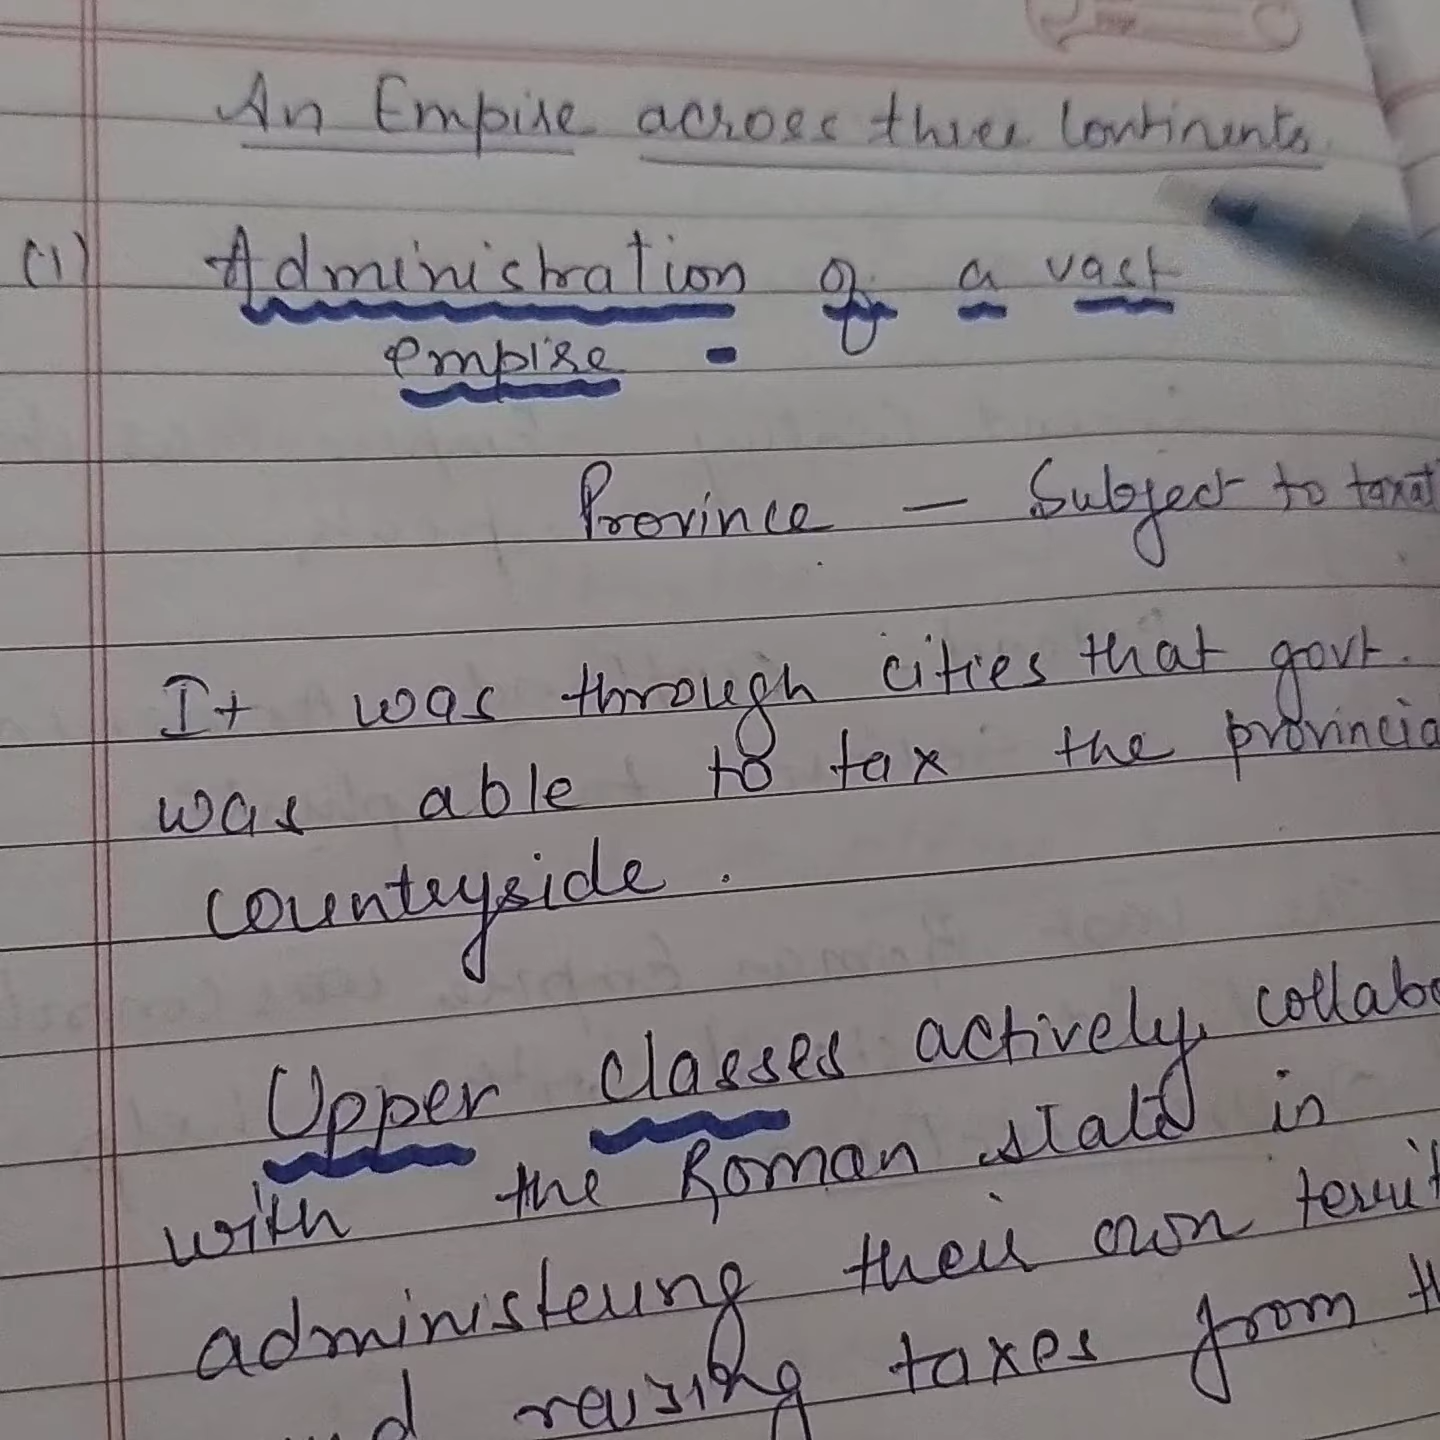 An Empire across three Continents
(1) Administration of a vast
empire -
Province - Subject to taxat
It was through cities that govt.
was able to tax the provincia
countryside.
Upper classes actively collabo
with the Roman state in
administering their own territ
taxes from th